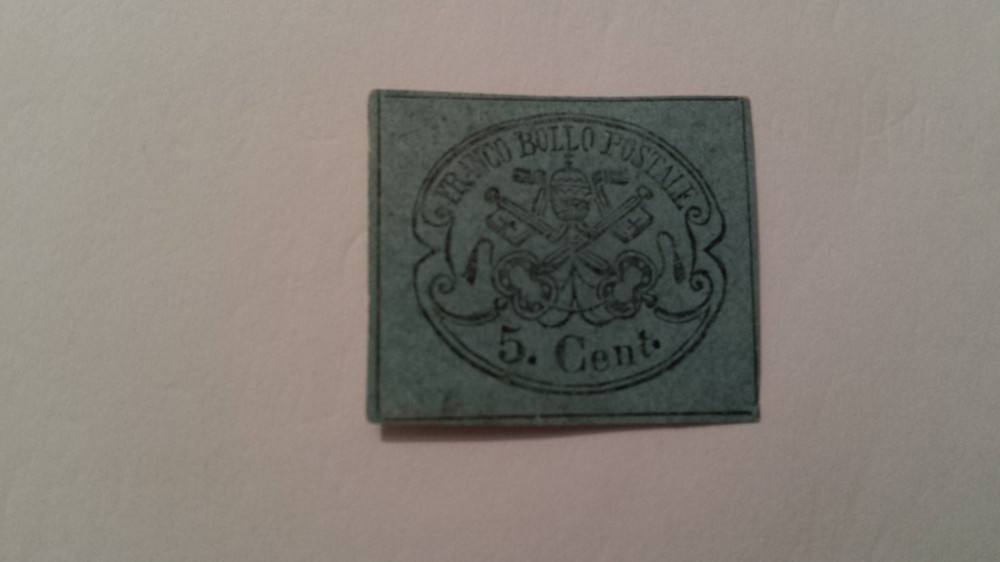 FRANCO BOLLO POSTALE
5. Cent.